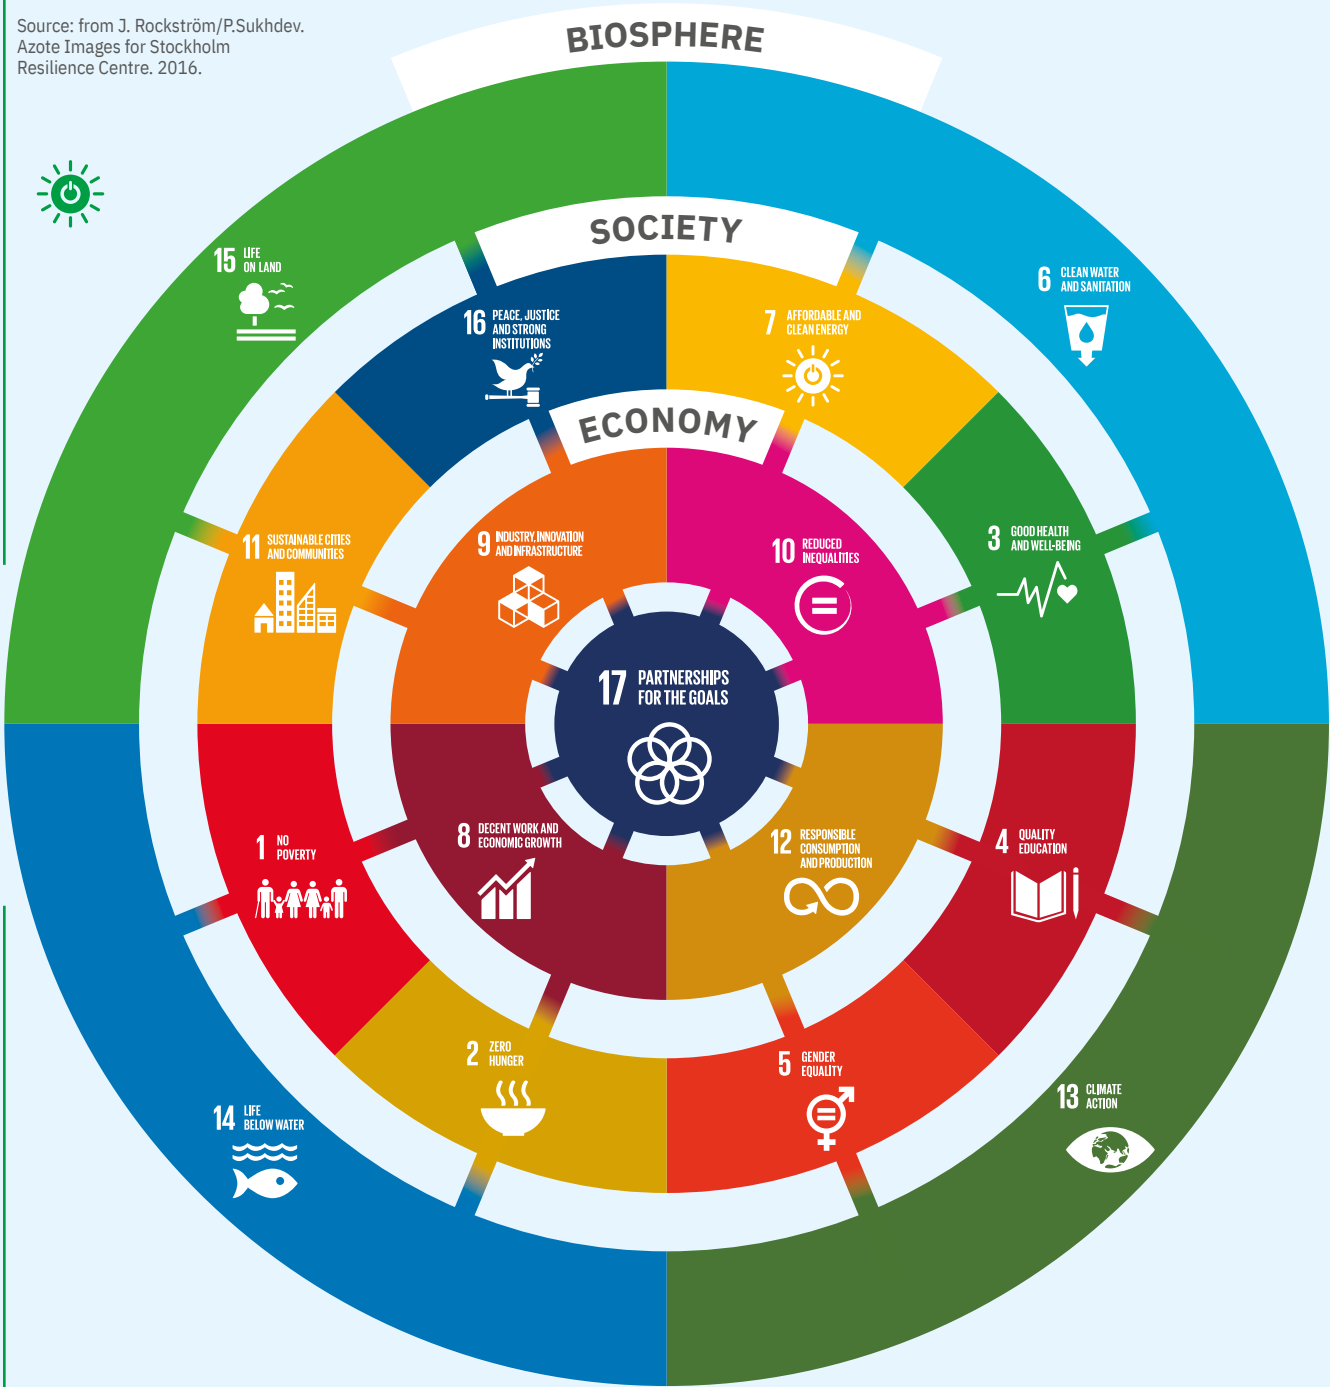 Source: from J. Rockström/P.Sukhdev.
Azote Images for Stockholm
Resilience Centre. 2016.
BIOSPHERE
SOCIETY
ECONOMY
15 LIFE
ON LAND
6 CLEAN WATER
AND SANITATION
16 PEACE, JUSTICE
AND STRONG
INSTITUTIONS
7 AFFORDABLE AND
CLEAN ENERGY
11 SUSTAINABLE CITIES
AND COMMUNITIES
9 INDUSTRY, INNOVATION
AND INFRASTRUCTURE
10 REDUCED
INEQUALITIES
3 GOOD HEALTH
AND WELL-BEING
17 PARTNERSHIPS
FOR THE GOALS
1 NO
POVERTY
8 DECENT WORK AND
ECONOMIC GROWTH
12 RESPONSIBLE
CONSUMPTION
AND PRODUCTION
4 QUALITY
EDUCATION
2 ZERO
HUNGER
5 GENDER
EQUALITY
14 LIFE
BELOW WATER
13 CLIMATE
ACTION